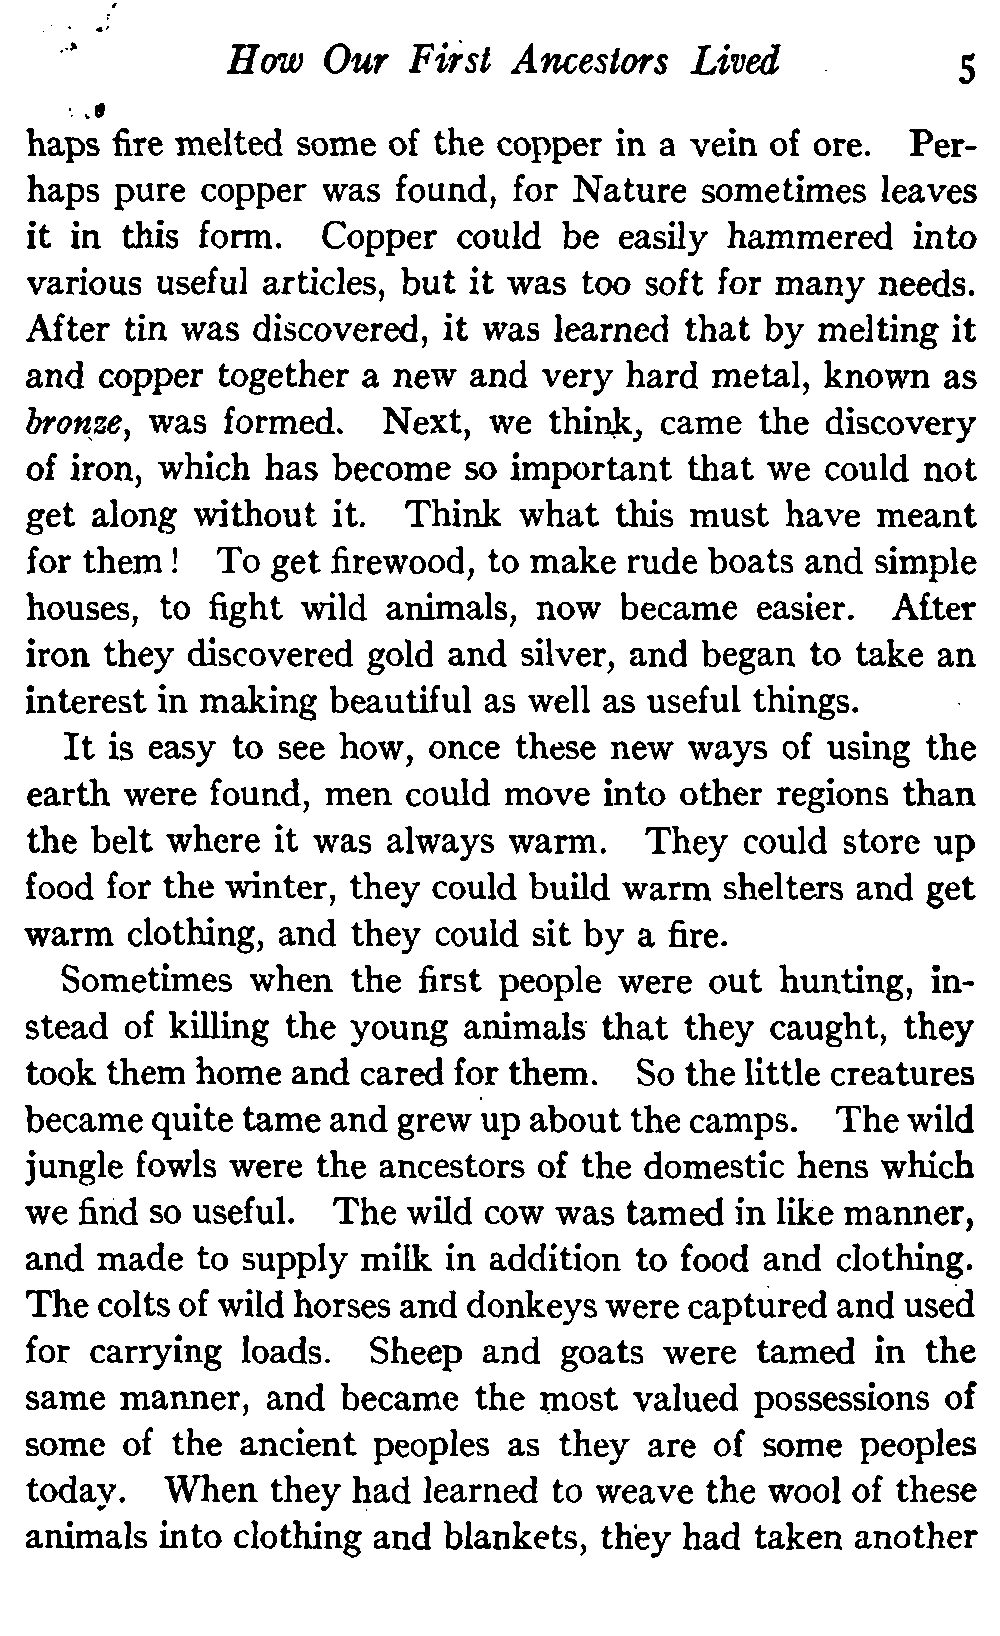 How Our First Ancestors Lived 5
haps fire melted some of the copper in a vein of ore. Per-
haps pure copper was found, for Nature sometimes leaves
it in this form. Copper could be easily hammered into
various useful articles, but it was too soft for many needs.
After tin was discovered, it was learned that by melting it
and copper together a new and very hard metal, known as
bronze, was formed. Next, we think, came the discovery
of iron, which has become so important that we could not
get along without it. Think what this must have meant
for them! To get firewood, to make rude boats and simple
houses, to fight wild animals, now became easier. After
iron they discovered gold and silver, and began to take an
interest in making beautiful as well as useful things.
It is easy to see how, once these new ways of using the
earth were found, men could move into other regions than
the belt where it was always warm. They could store up
food for the winter, they could build warm shelters and get
warm clothing, and they could sit by a fire.
Sometimes when the first people were out hunting, in-
stead of killing the young animals that they caught, they
took them home and cared for them. So the little creatures
became quite tame and grew up about the camps. The wild
jungle fowls were the ancestors of the domestic hens which
we find so useful. The wild cow was tamed in like manner,
and made to supply milk in addition to food and clothing.
The colts of wild horses and donkeys were captured and used
for carrying loads. Sheep and goats were tamed in the
same manner, and became the most valued possessions of
some of the ancient peoples as they are of some peoples
today. When they had learned to weave the wool of these
animals into clothing and blankets, they had taken another